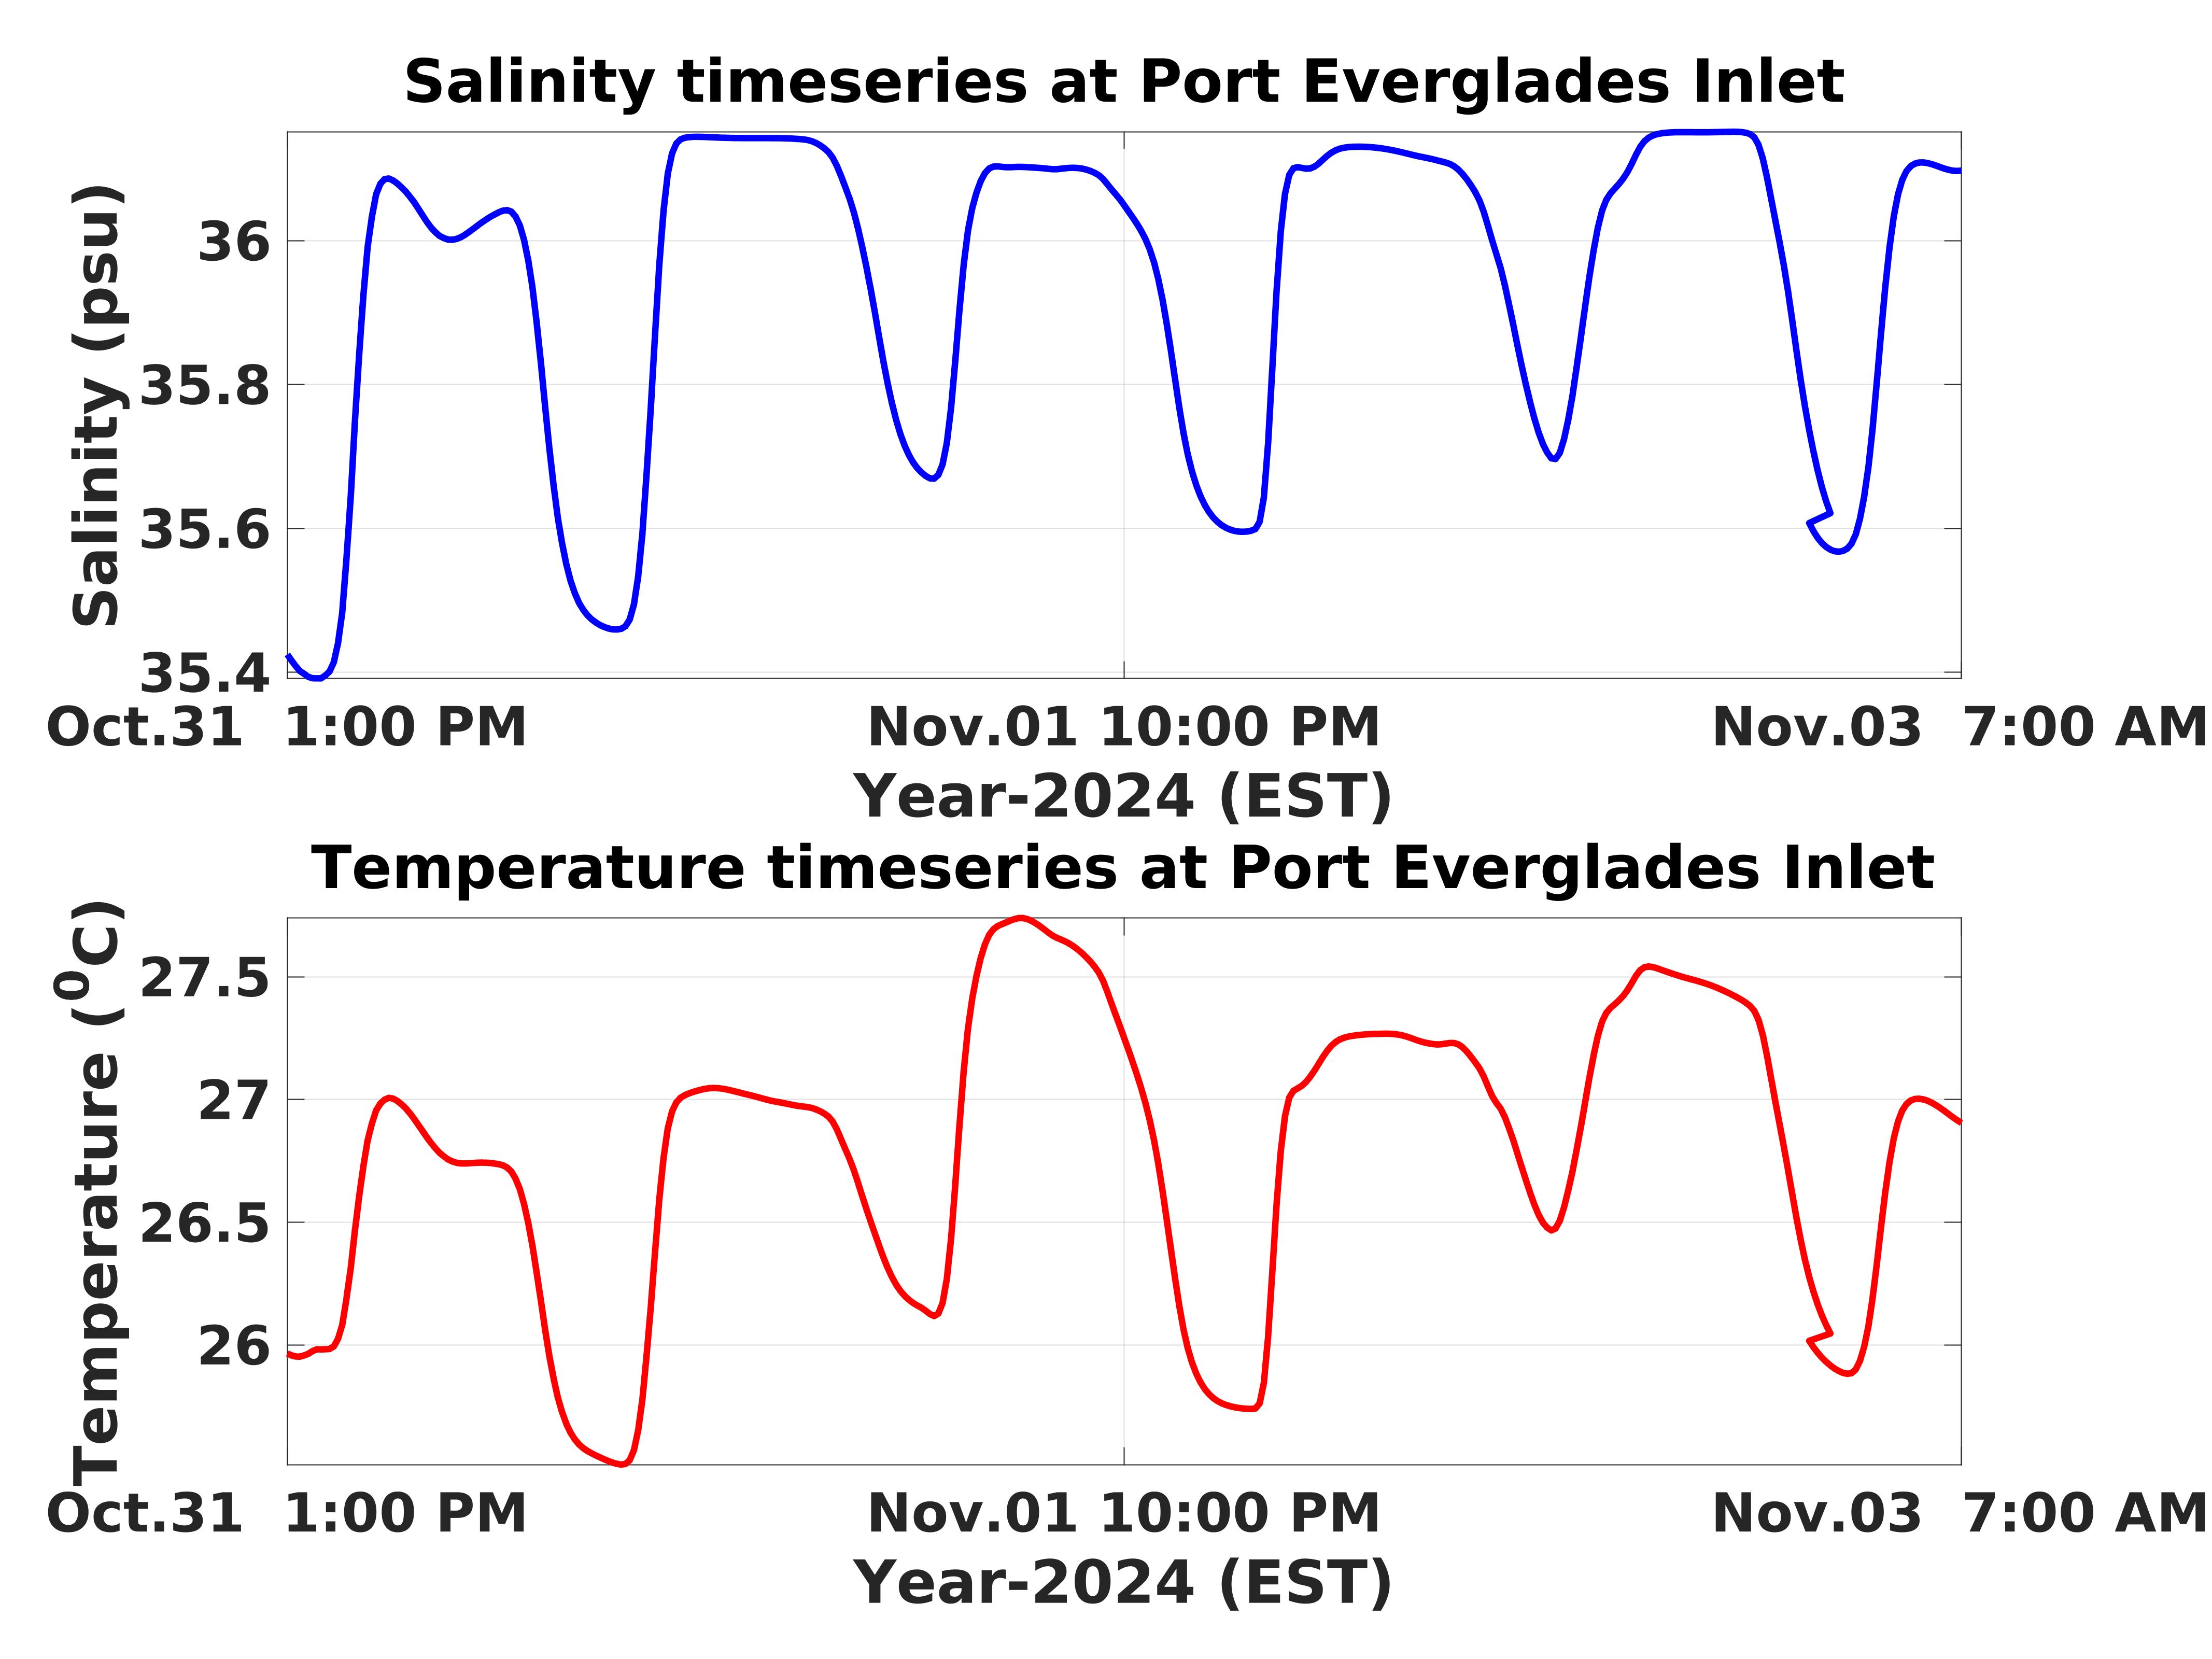 Salinity timeseries at Port Everglades Inlet
Salinity (psu)
36
35.8
35.6
35.4
Oct.31  1:00 PM
Nov.01 10:00 PM
Nov.03  7:00 AM
Year-2024 (EST)
Temperature timeseries at Port Everglades Inlet
Temperature (⁰C)
27.5
27
26.5
26
Oct.31  1:00 PM
Nov.01 10:00 PM
Nov.03  7:00 AM
Year-2024 (EST)